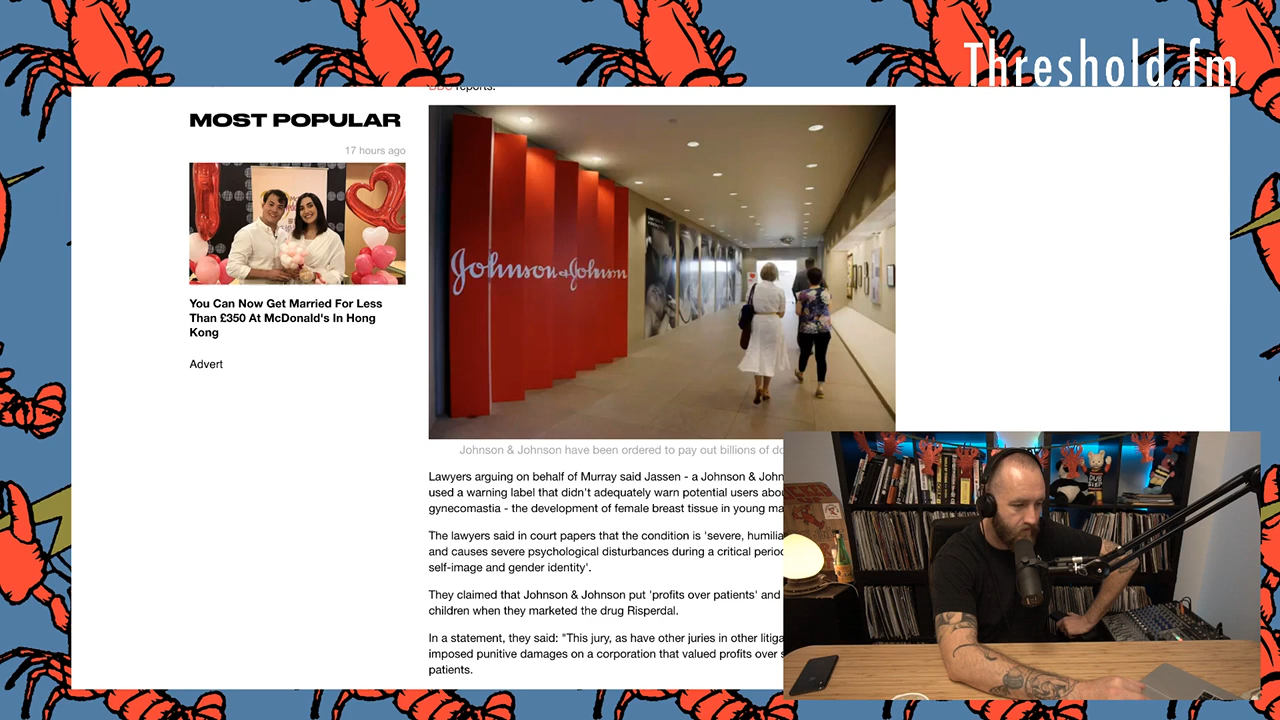 Threshold.fm
reports.
MOST POPULAR
17 hours ago
You Can Now Get Married For Less
Than £350 At McDonald's In Hong
Kong
Advert
Johnson & Johnson
Johnson & Johnson have been ordered to pay out billions of
Lawyers arguing on behalf of Murray said Jassen - a Johnson &
used a warning label that didn't adequately warn potential users
gynecomastia - the development of female breast tissue in young
The lawyers said in court papers that the condition is 'severe,
and causes severe psychological disturbances during a critical
self-image and gender identity'.
They claimed that Johnson & Johnson put 'profits over patients' and
children when they marketed the drug Risperdal.
In a statement, they said: "This jury, as have other juries in other
imposed punitive damages on a corporation that valued profits over
patients.